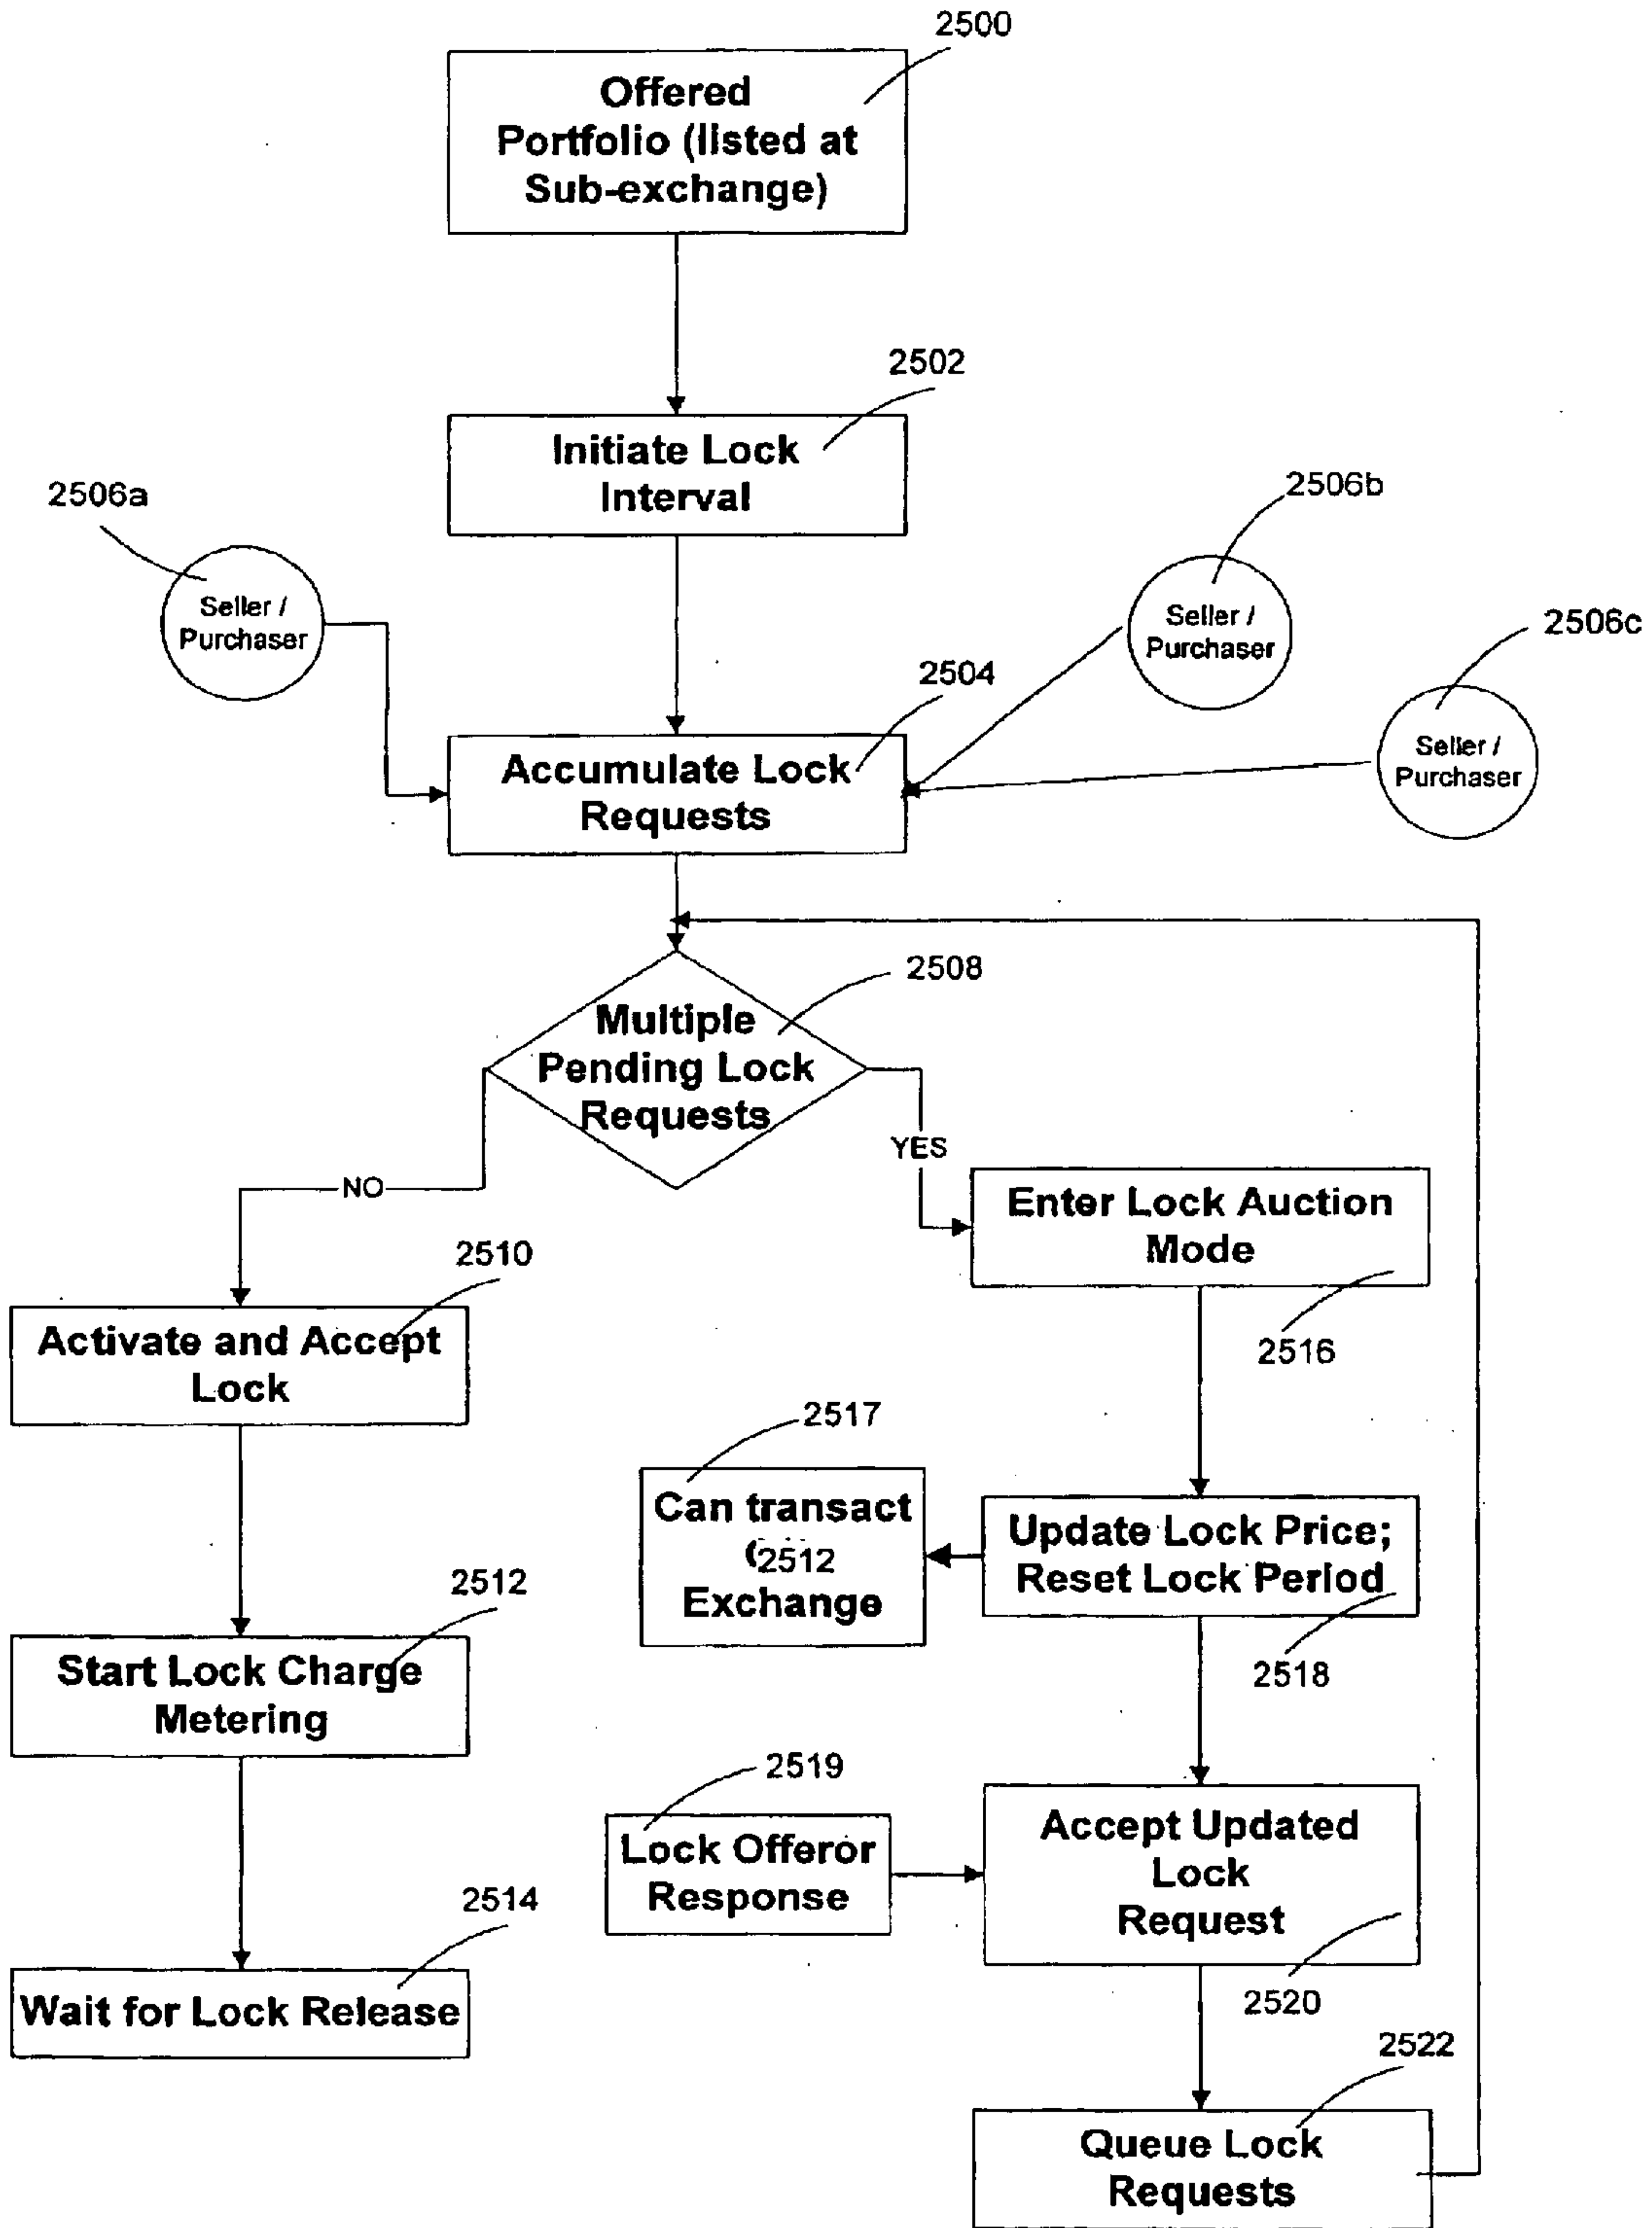 2500
Offered
Portfolio (listed at
Sub-exchange)
2502
Initiate Lock
Interval
2506a
Seller /
Purchaser
2506b
Seller /
Purchaser
2506c
Seller /
Purchaser
2504
Accumulate Lock
Requests
2508
Multiple
Pending Lock
Requests
NO
YES
2510
Activate and Accept
Lock
Enter Lock Auction
Mode
2516
2517
Can transact
(2512
Exchange
Update Lock Price;
Reset Lock Period
2518
2512
Start Lock Charge
Metering
2519
Lock Offeror
Response
Accept Updated
Lock
Request
2520
2514
Wait for Lock Release
2522
Queue Lock
Requests